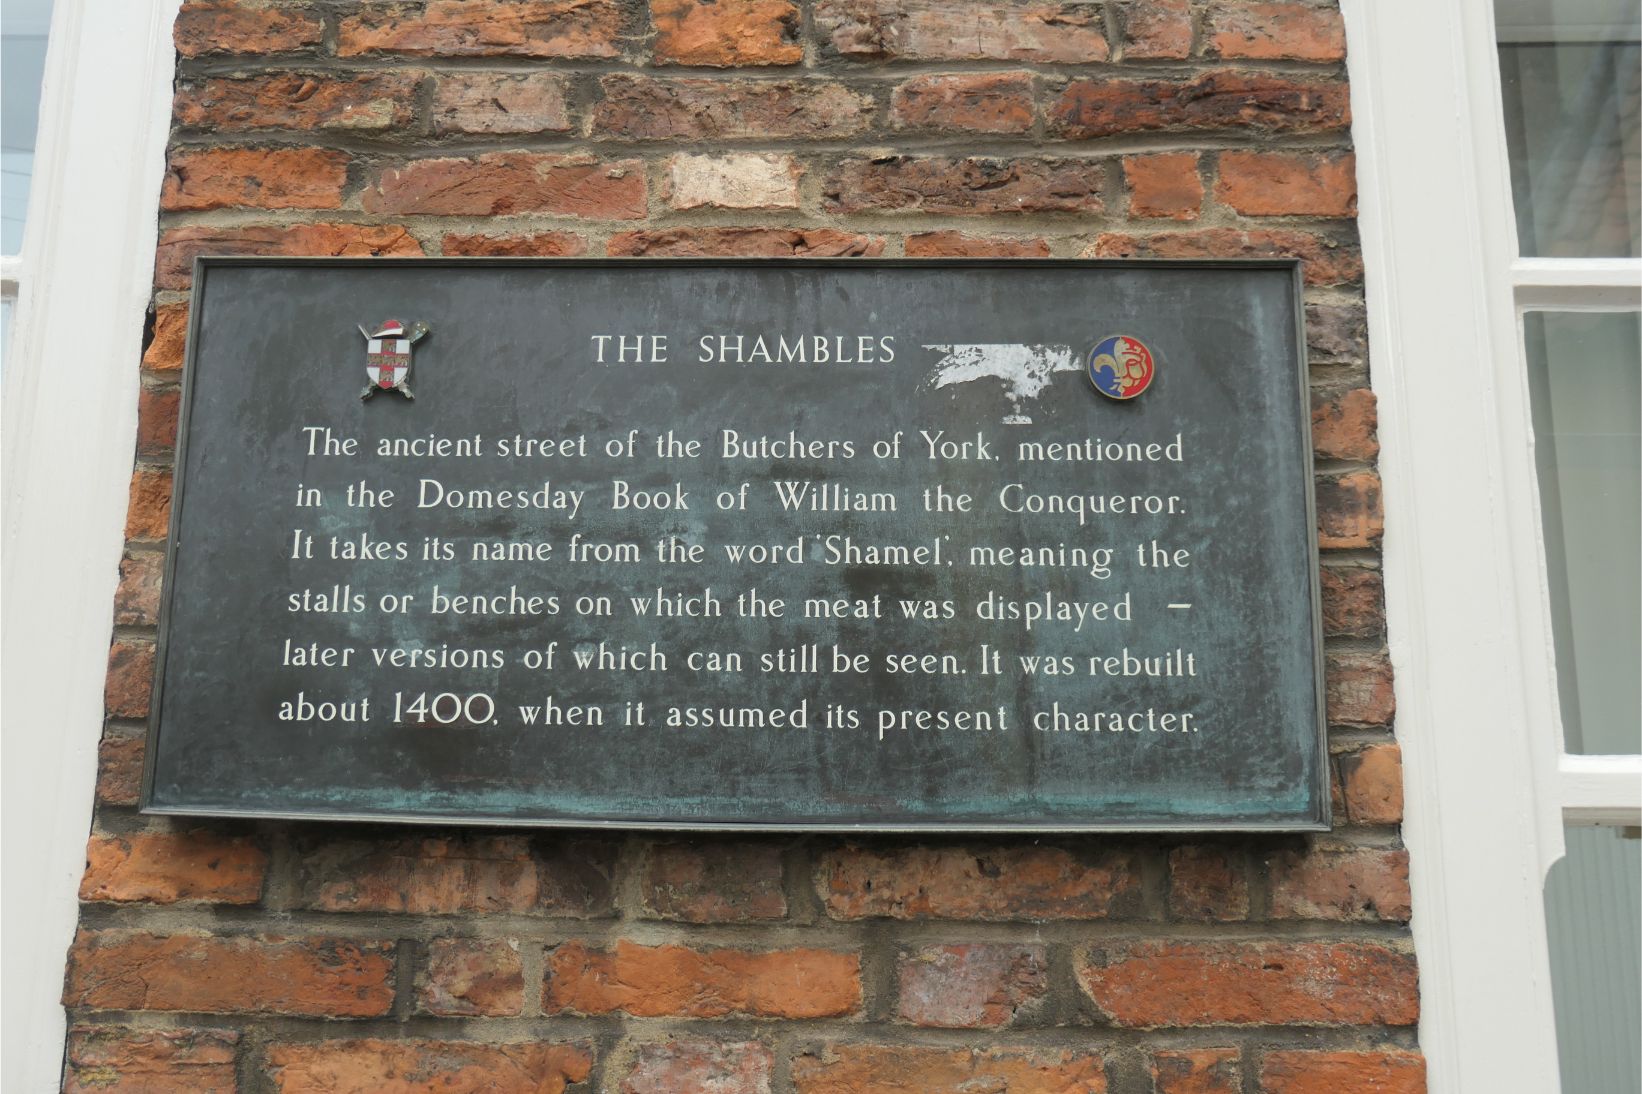 THE SHAMBLES
The ancient street of the Butchers of York, mentioned
in the Domesday Book of William the Conqueror.
It takes its name from the word 'Shamel', meaning the
stalls or benches on which the meat was displayed –
later versions of which can still be seen. It was rebuilt
about 1400, when it assumed its present character.